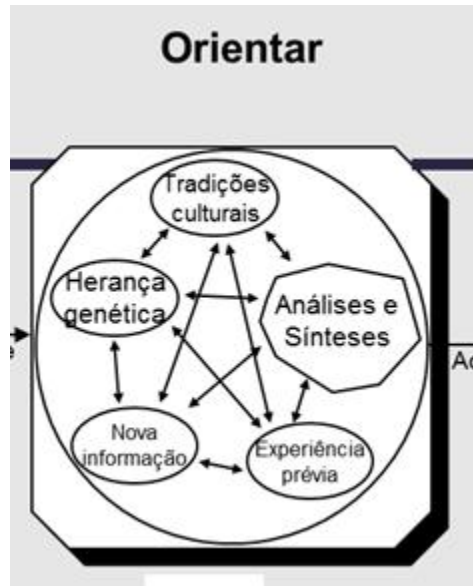 Orientar
Tradições
culturais
Herança
genética
Análises e
Sínteses
Nova
informação
Experiência
prévia